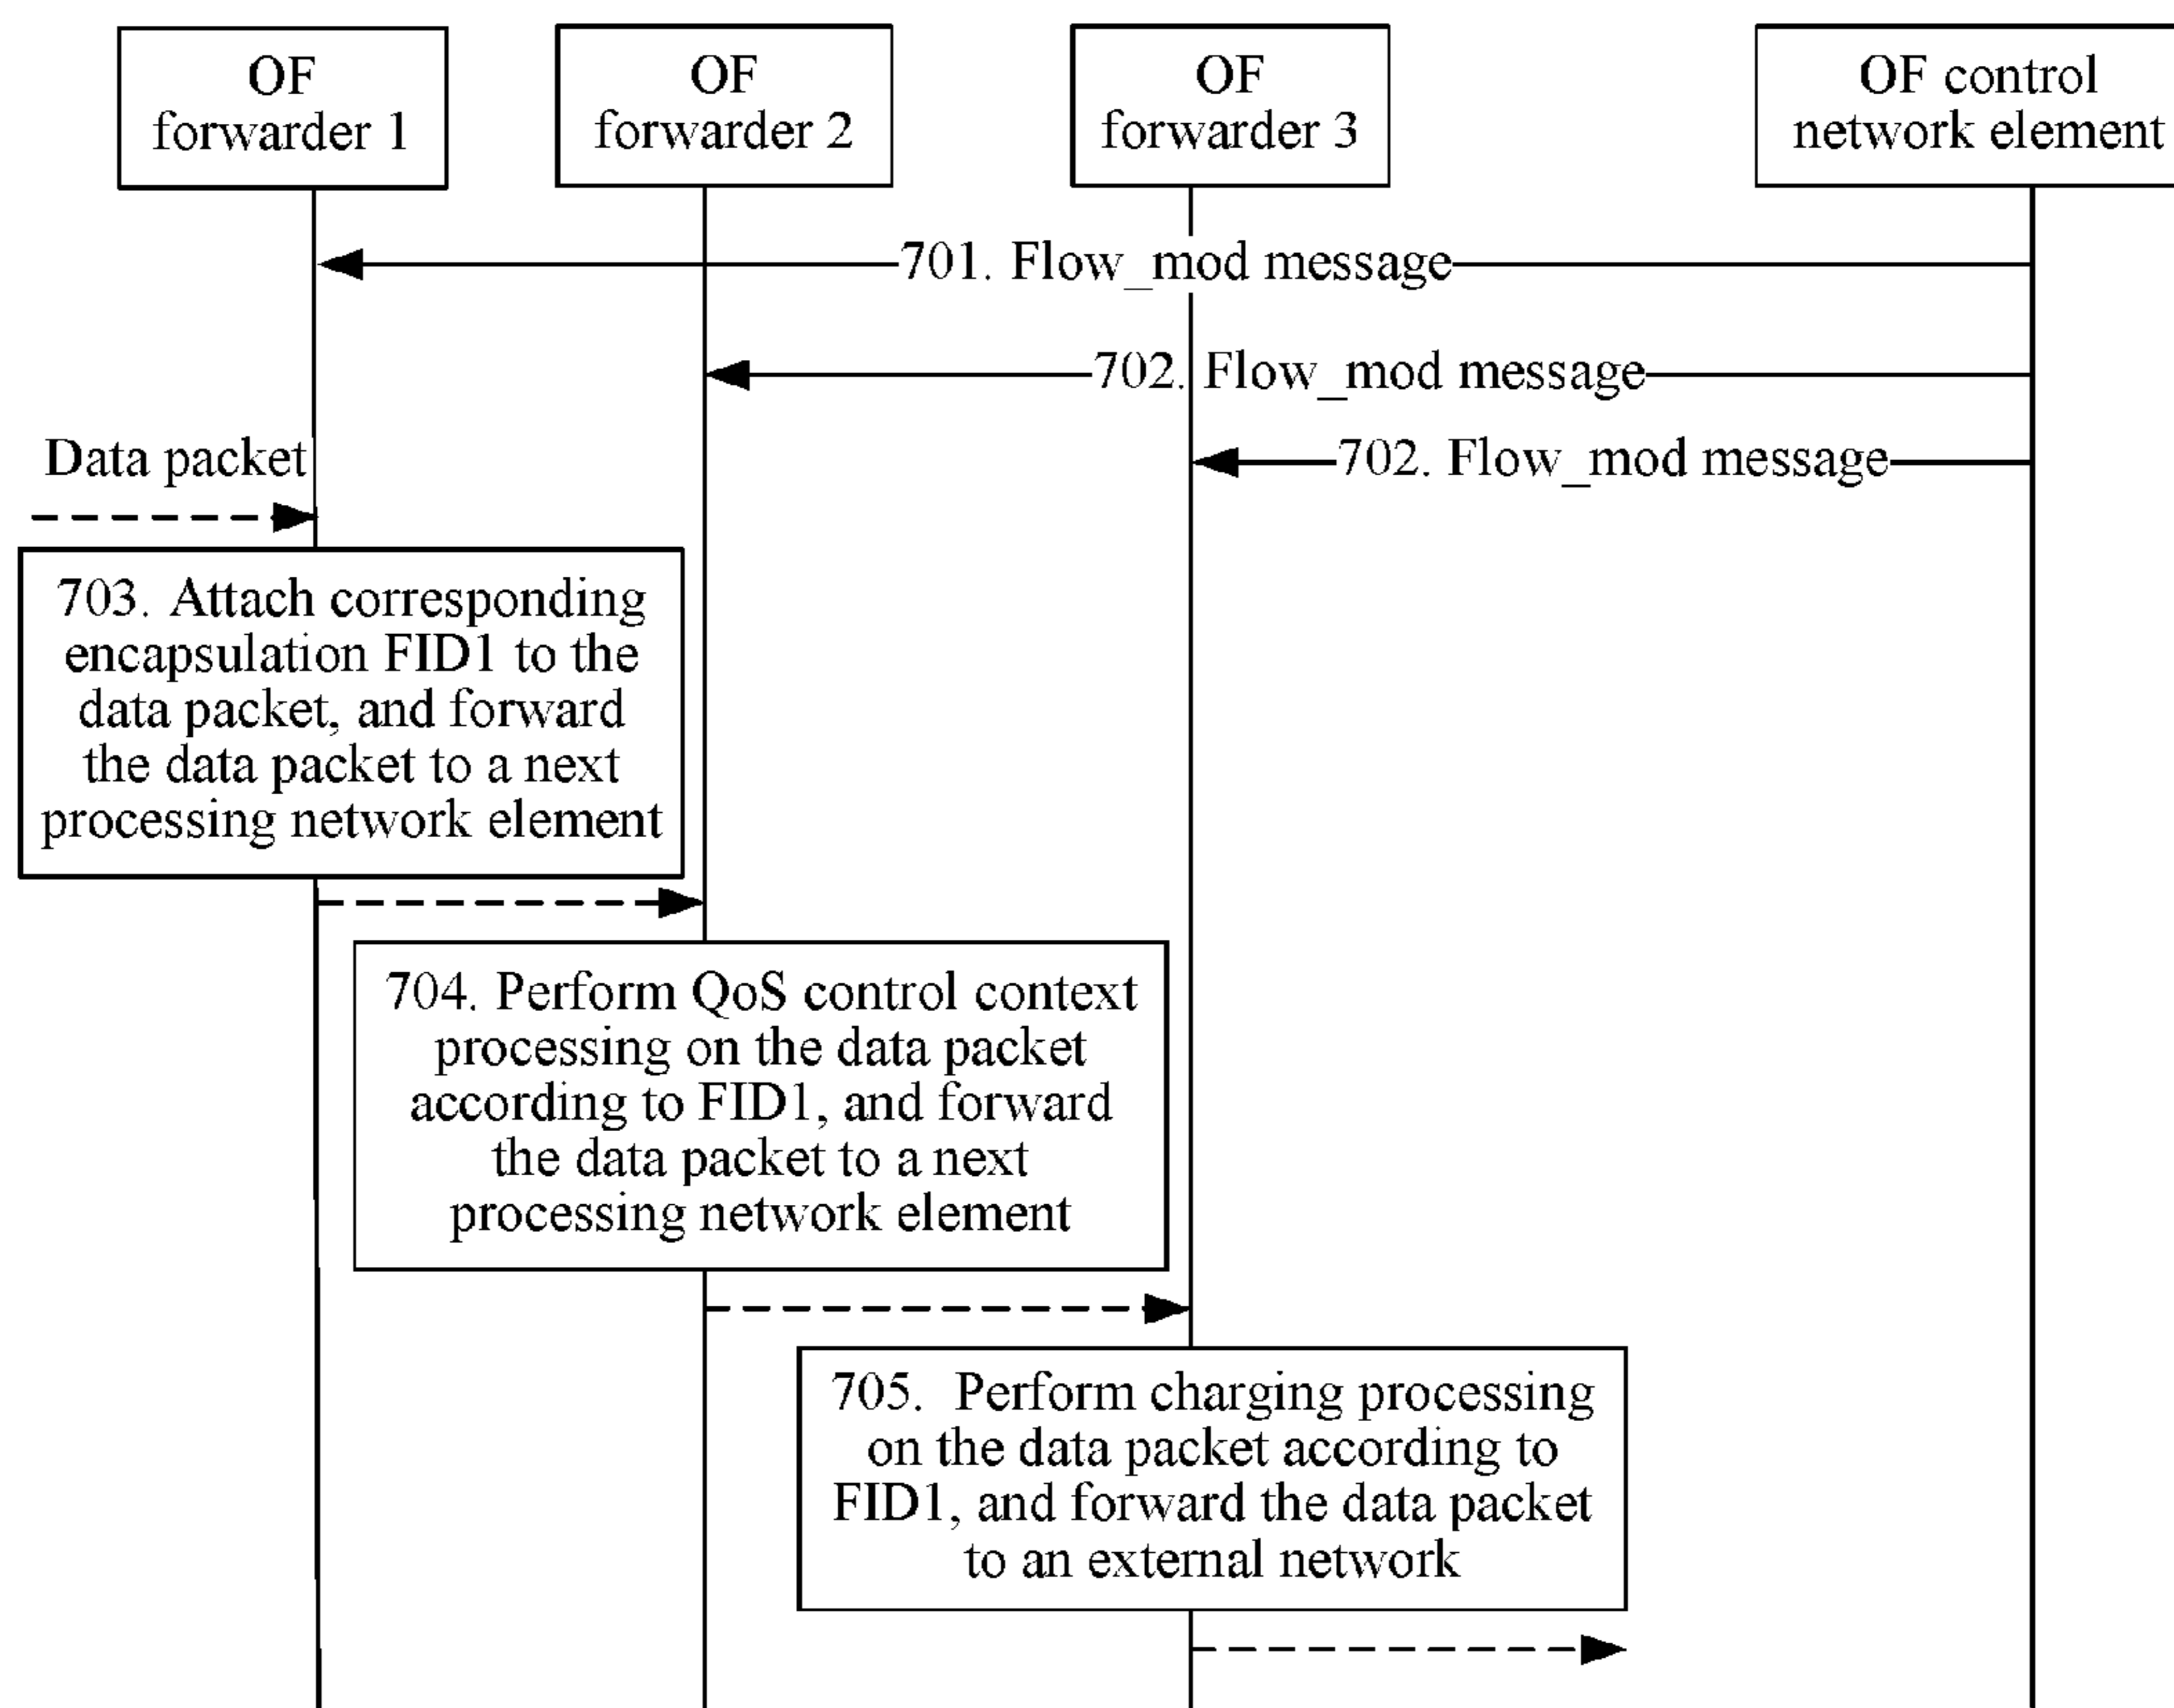 OF
forwarder 1
OF
forwarder 2
OF
forwarder 3
OF control
network element
701. Flow_mod message
702. Flow_mod message
702. Flow_mod message
Data packet
703. Attach corresponding
encapsulation FID1 to the
data packet, and forward
the data packet to a next
processing network element
704. Perform QoS control context
processing on the data packet
according to FID1, and forward
the data packet to a next
processing network element
705. Perform charging processing
on the data packet according to
FID1, and forward the data packet
to an external network